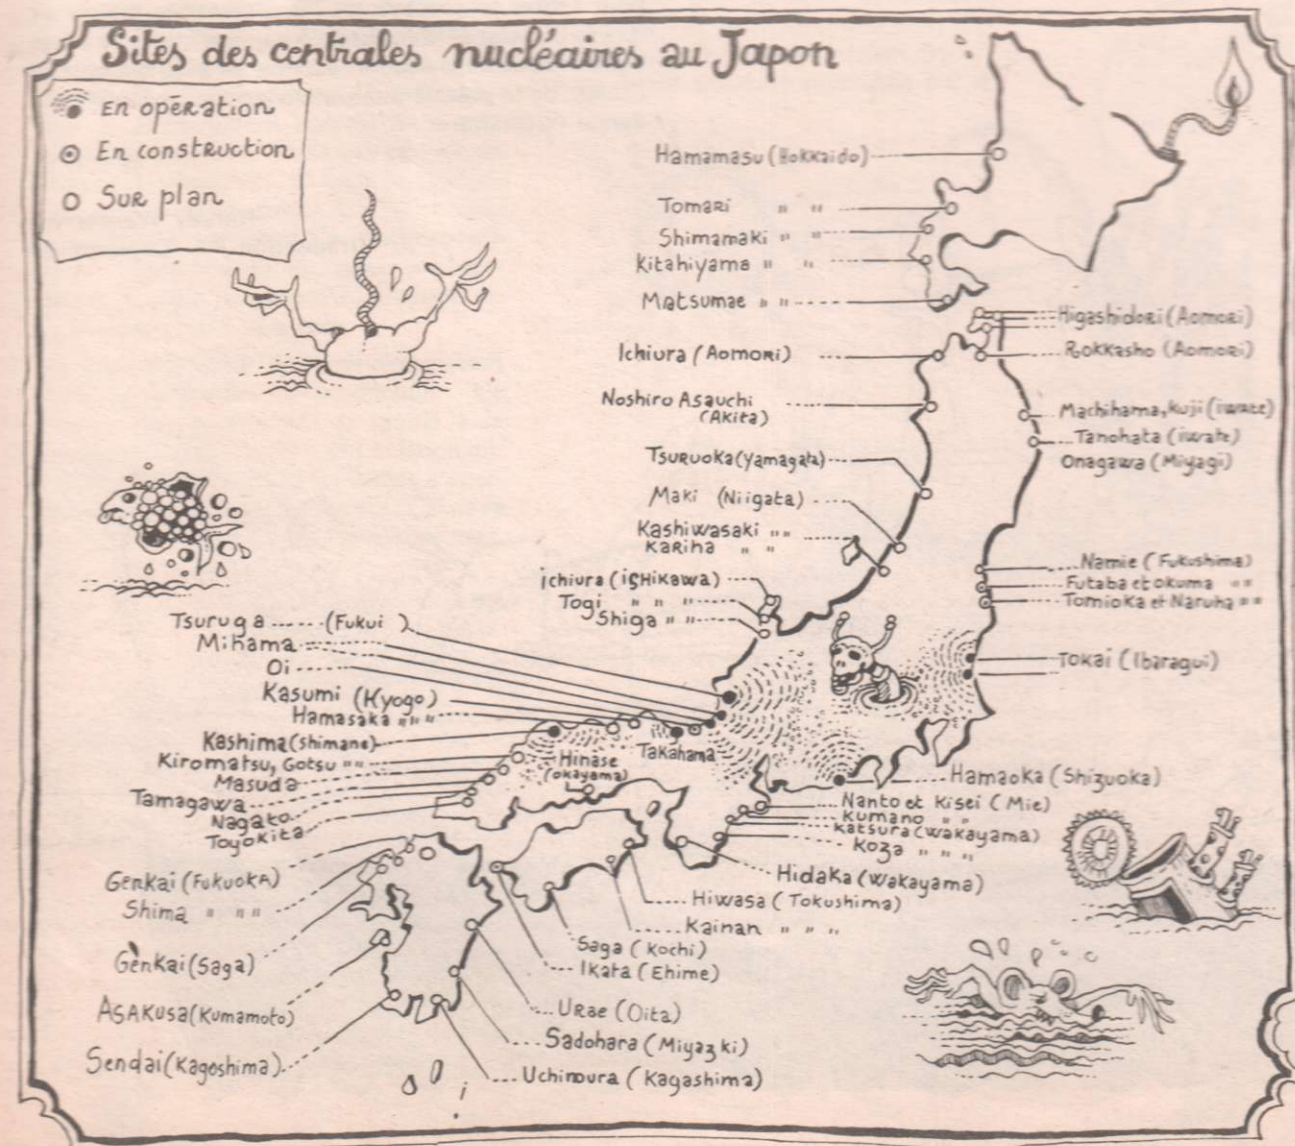 Sites des centrales nucléaires au Japon
En opération
En construction
Sur plan
Hamamasu (Hokkaido)
Tomari " "
Shimamaki " "
Kitahiyama " "
Matsumae " "
Higashidori (Aomori)
Ichiura (Aomori)
Rokkasho (Aomori)
Noshiro Asauchi
(Akita)
Machihama, Kuji (iwate)
Tanohata (iwate)
Onagawa (Miyagi)
Tsuruoka (Yamagata)
Maki (Niigata)
Kashiwasaki " "
Kariha " "
Namie (Fukushima)
Futaba et okuma " "
Tomioka et Naruha " "
ichiura (iSHikawa)
Togi " " "
Shiga " "
Tsuruga (Fukui )
Mihama
Oi
Tokai (Ibaragui)
Kasumi (Hyogo)
Hamasaka " " "
Kashima (shimane)
Kiromatsu, Gotsu " "
Masuda
Tamagawa
Nagato
Toyokita
Takahama
Hinase
(okayama)
Hamaoka (Shizuoka)
Nanto et Kisei (Mie)
Kumano " "
Katsura (Wakayama)
Koza " " "
Hidaka (Wakayama)
Hiwasa (Tokushima)
Kainan " " "
Saga (Kochi)
Ikata (Ehime)
Genkai (Fukuoka)
Shima " " "
Gènkai (Saga)
Asakusa (Kumamoto)
Sendai (Kagoshima)
Urae (Oita)
Sadohara (Miyazki)
Uchinoura (Kagashima)